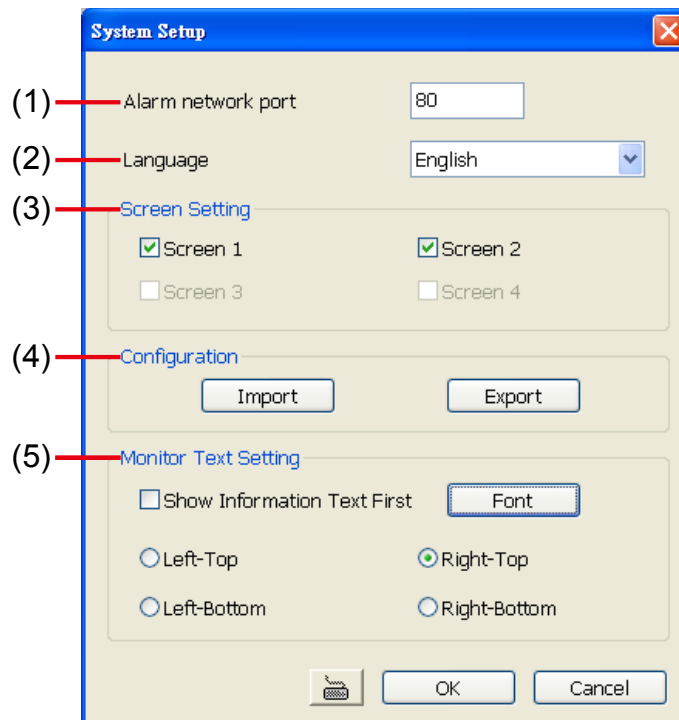 System Setup
(1) Alarm network port 80
(2) Language English
(3) Screen Setting
Screen 1 Screen 2
Screen 3 Screen 4
(4) Configuration
Import Export
(5) Monitor Text Setting
Show Information Text First Font
Left-Top Right-Top
Left-Bottom Right-Bottom
OK Cancel